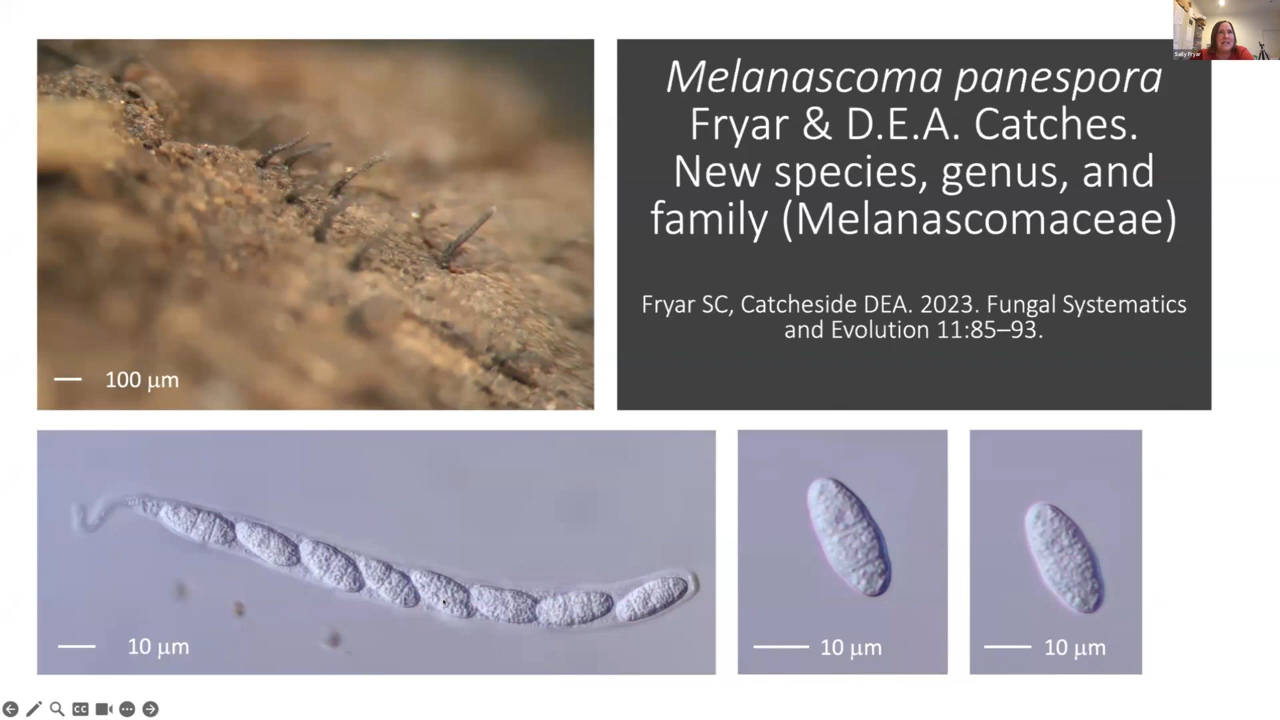 Sally Fryar
Melanascoma panespora
Fryar & D.E.A. Catches.
New species, genus, and
family (Melanascomaceae)
Fryar SC, Catcheside DEA. 2023. Fungal Systematics
and Evolution 11:85–93.
100 µm
10 µm
10 µm
10 µm
CC